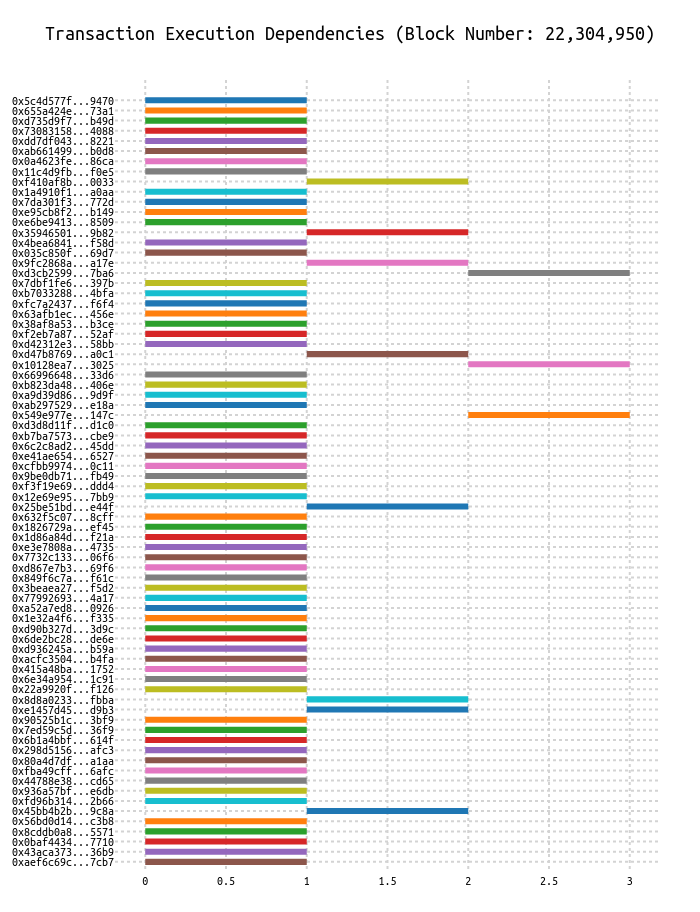 Transaction Execution Dependencies (Block Number: 22,304,950)
0x5c4d577f...9470
0x655a424e...73a1
0xd735d9f7...b49d
0x73083158...4088
0xdd7df043...8221
0xab661499...b0d8
0x0a4623fe...86ca
0x11c4d9fb...f0e5
0xf410af8b...0033
0x1a4910f1...a0aa
0x7da301f3...772d
0xe95cb8f2...b149
0xe6be9413...8509
0x35946501...9b82
0x4bea6841...f58d
0x035c850f...69d7
0x9fc2868a...a17e
0xd3cb2599...7ba6
0x7dbf1fe6...397b
0xb7033288...4bfa
0xfc7a2437...f6f4
0x63afb1ec...456e
0x38af8a53...b3ce
0xf2eb7a87...52af
0xd42312e3...58bb
0xd47b8769...a0c1
0x10128ea7...3025
0x66996648...33d6
0xb823da48...406e
0xa9d39d86...9d9f
0xab297529...e18a
0x549e977e...147c
0xd3d8d11f...d1c0
0xb7ba7573...cbe9
0x6c2c8ad2...45dd
0xe41ae654...6527
0xcfbb9974...0c11
0x9be0db71...fb49
0xf3f19e69...ddd4
0x12e69e95...7bb9
0x25be51bd...e44f
0x632f5c07...8cff
0x1826729a...ef45
0x1d86a84d...f21a
0xe3e7808a...4735
0x7732c133...06f6
0xd867e7b3...69f6
0x849f6c7a...f61c
0x3beaea27...f5d2
0x77992693...4a17
0xa52a7ed8...0926
0x1e32a4f6...f335
0xd90b327d...3d9c
0x6de2bc28...de6e
0xd936245a...b59a
0xacfc3504...b4fa
0x415a48ba...1752
0x6e34a954...1c91
0x22a9920f...f126
0x8d8a0233...fbba
0xe1457d45...d9b3
0x90525b1c...3bf9
0x7ed59c5d...36f9
0x6b1a4bbf...614f
0x298d5156...afc3
0x80a4d7df...a1aa
0xfba49cff...6afc
0x44788e38...cd65
0x936a57bf...e6db
0xfd96b314...2b66
0x45bb4b2b...9c8a
0x56bd0d14...c3b8
0x8cddb0a8...5571
0x0baf4434...7710
0x43aca373...36b9
0xaef6c69c...7cb7
0 0.5 1 1.5 2 2.5 3